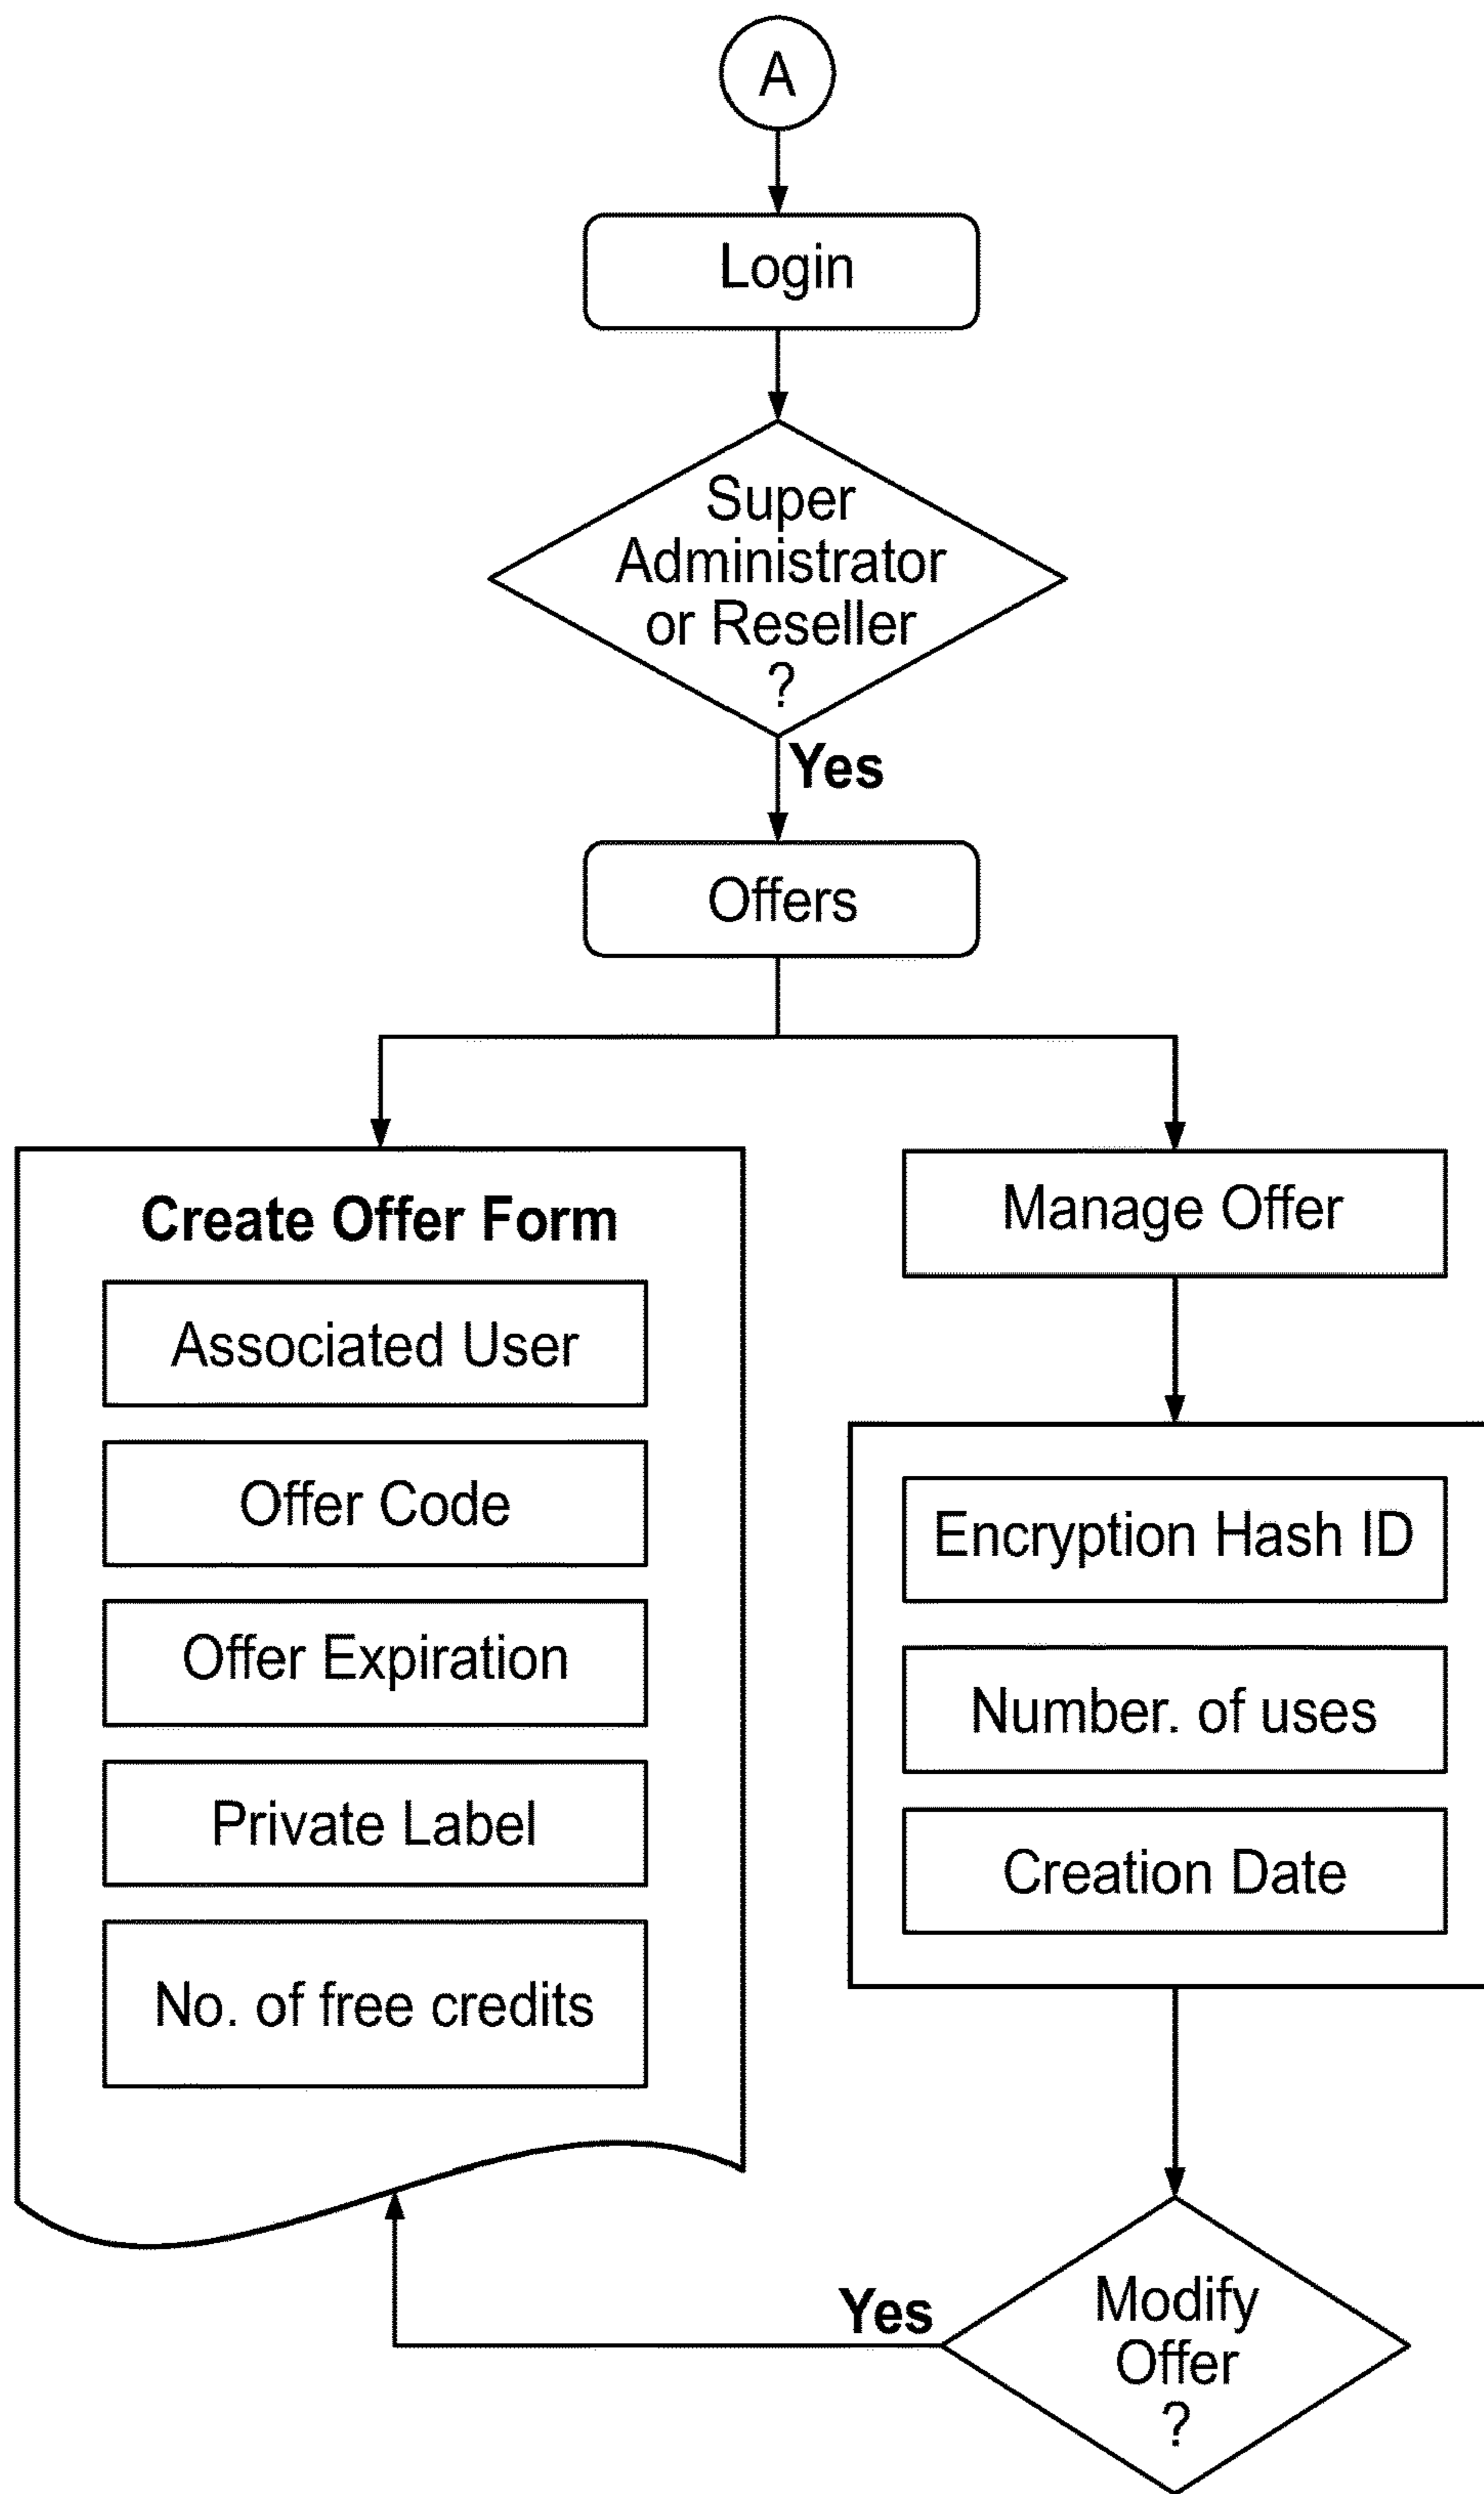 A
Login
Super
Administrator
or Reseller
?
Yes
Offers
Create Offer Form
Associated User
Offer Code
Offer Expiration
Private Label
No. of free credits
Manage Offer
Encryption Hash ID
Number. of uses
Creation Date
Modify
Offer
?
Yes